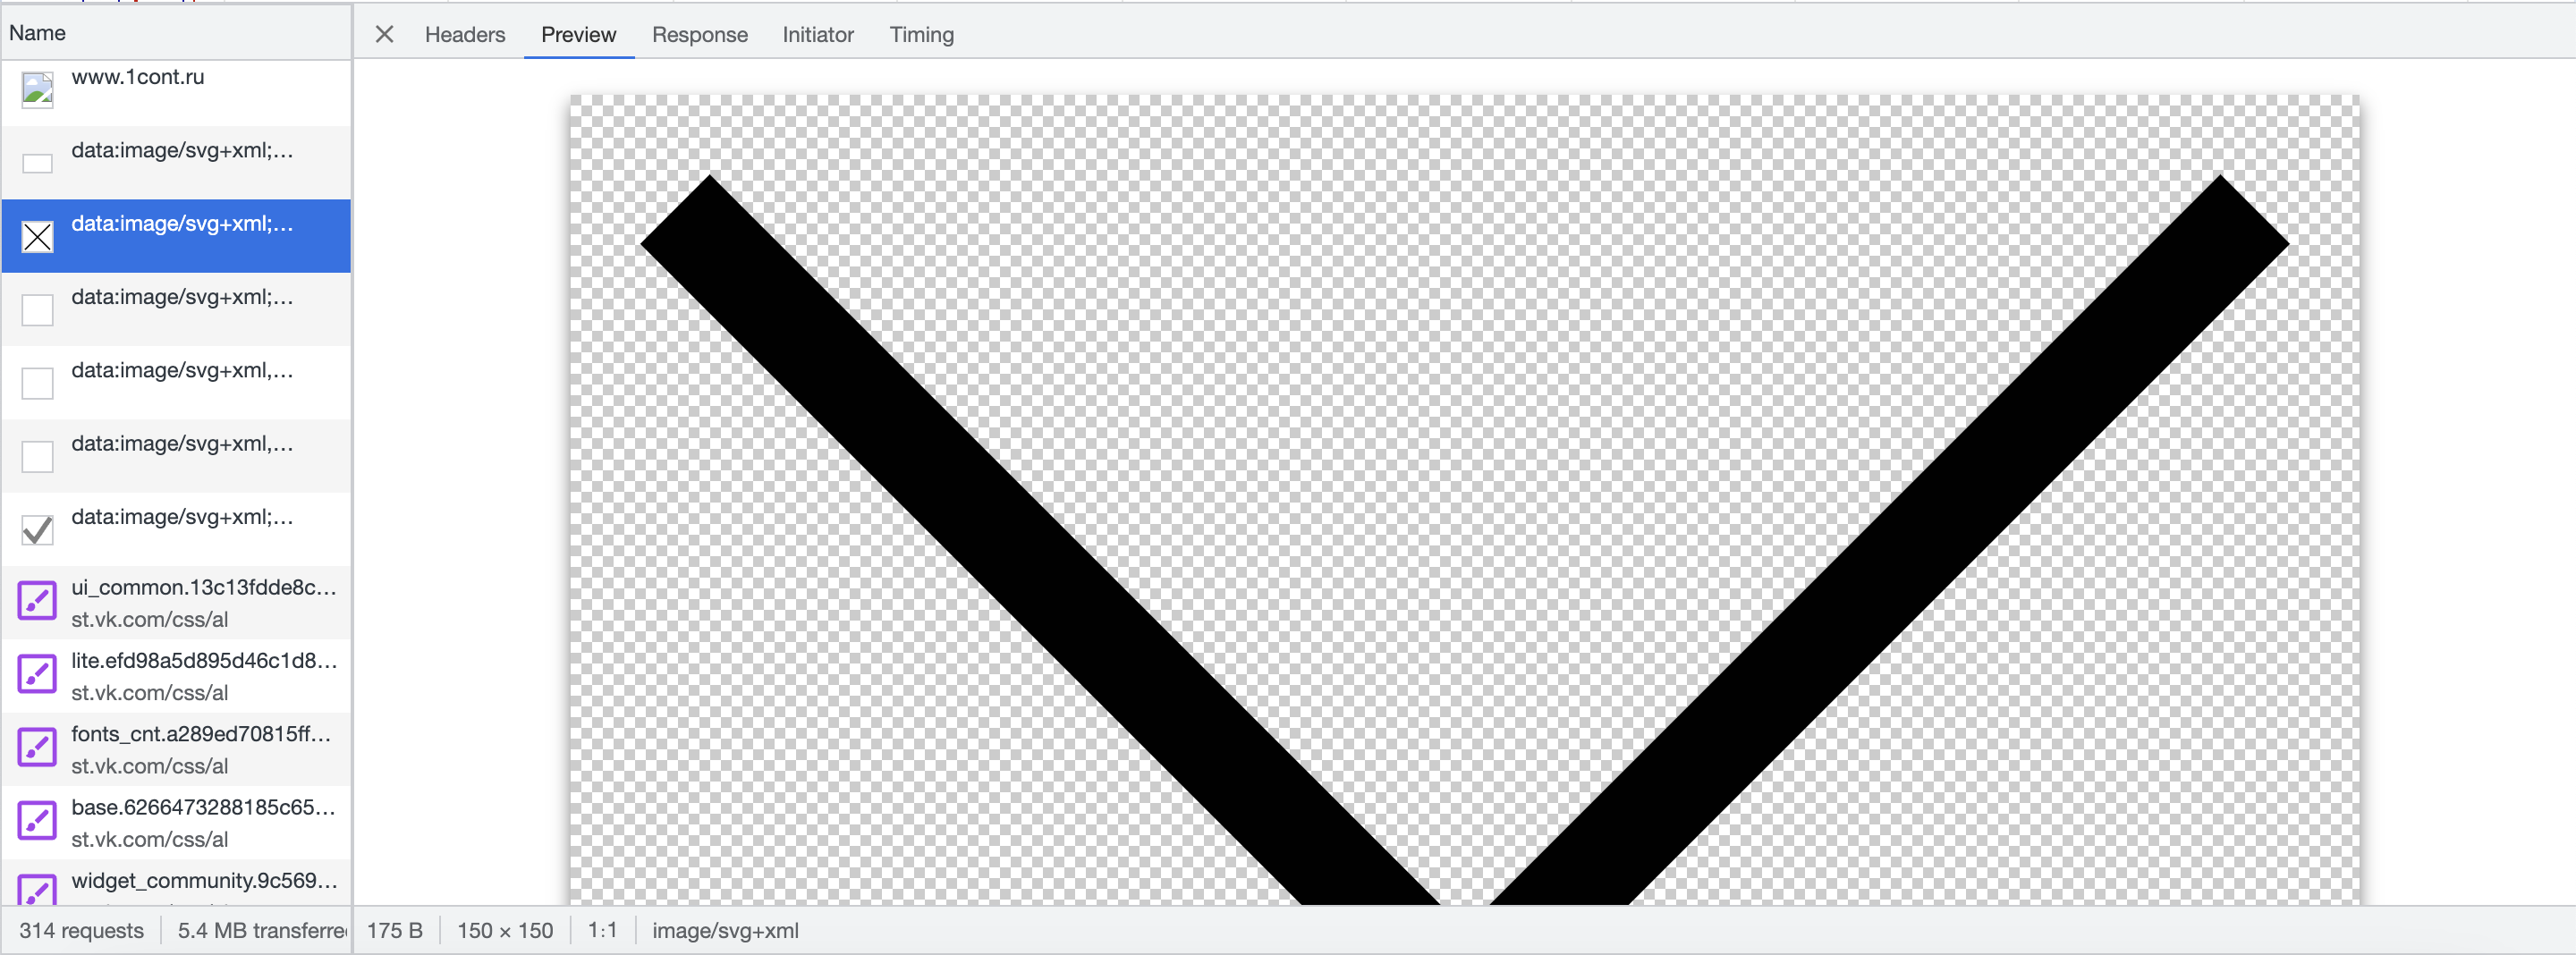 Name
Headers Preview Response Initiator Timing
www.1cont.ru
data:image/svg+xml;…
data:image/svg+xml;…
data:image/svg+xml;…
data:image/svg+xml,…
data:image/svg+xml,…
data:image/svg+xml;…
ui_common.13c13fdde8c…
st.vk.com/css/al
lite.efd98a5d895d46c1d8…
st.vk.com/css/al
fonts_cnt.a289ed70815ff…
st.vk.com/css/al
base.6266473288185c65…
st.vk.com/css/al
widget_community.9c569…
314 requests 5.4 MB transferre
175 B 150 × 150 1:1 image/svg+xml